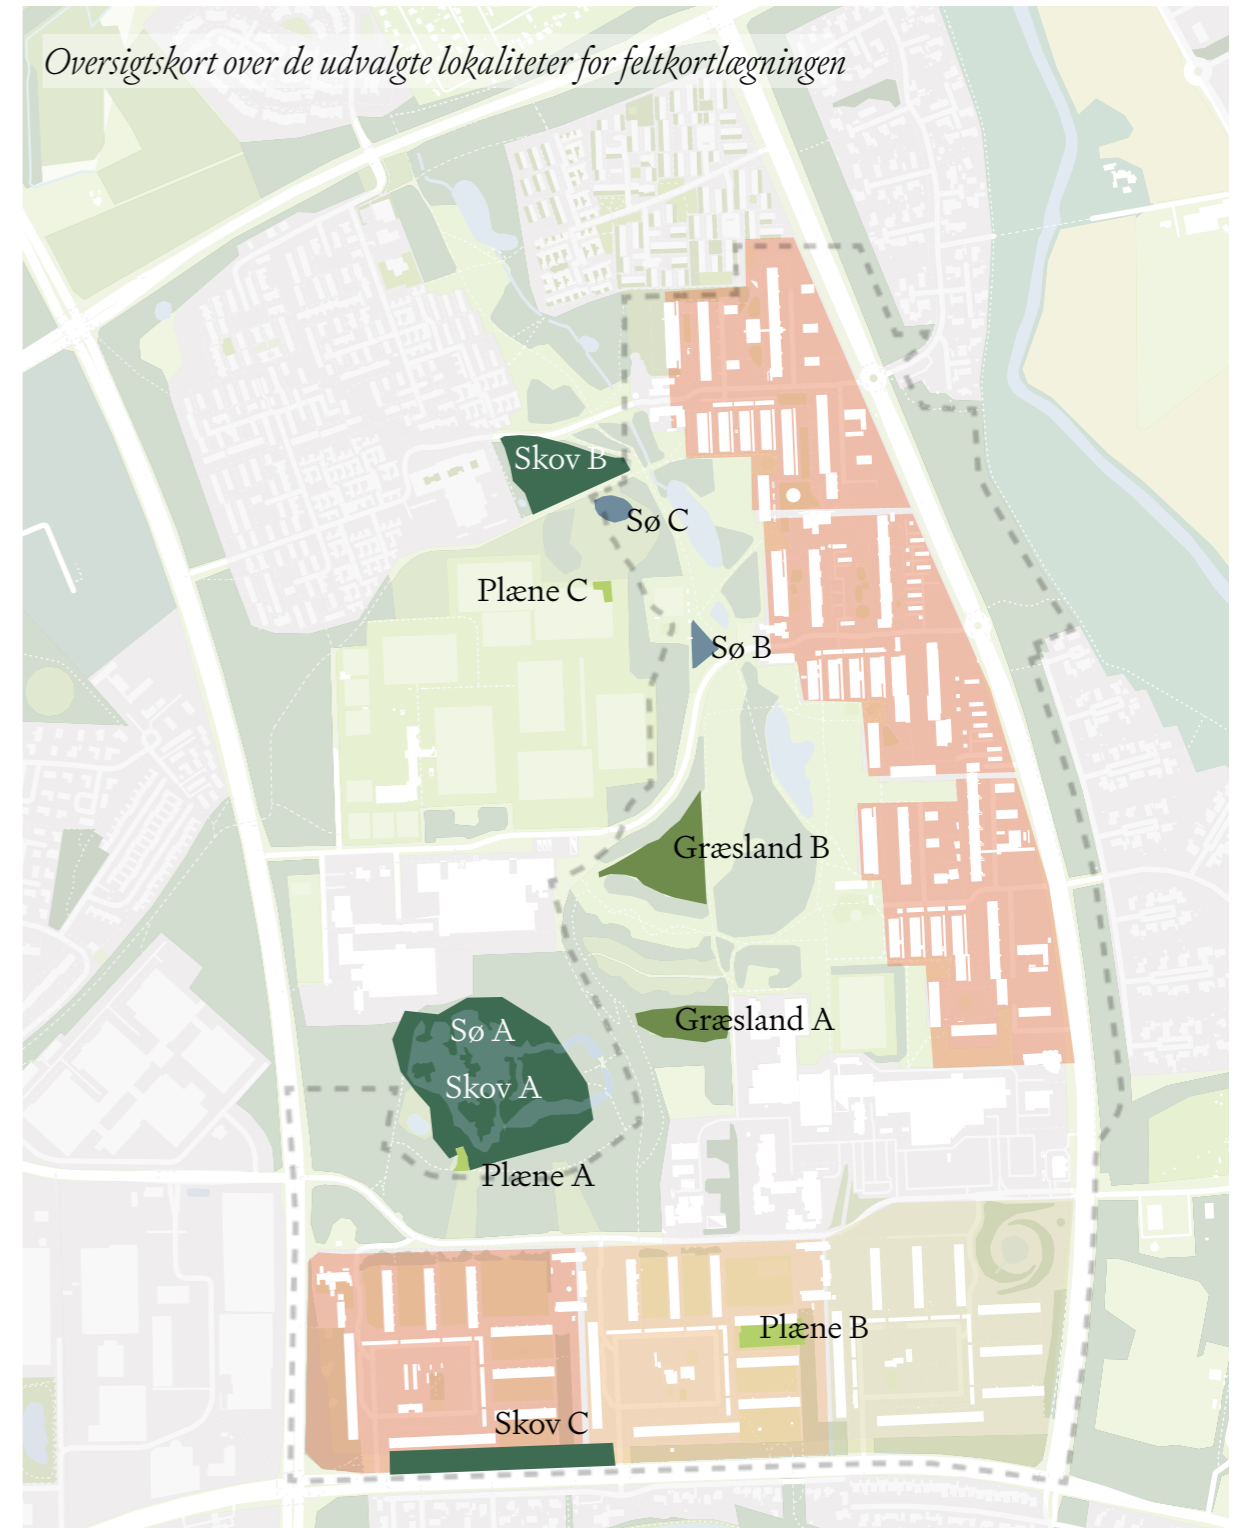 Oversigtskort over de udvalgte lokaliteter for feltkortlægningen
Skov B
Sø C
Plæne C
Sø B
Græsland B
Græsland A
Sø A
Skov A
Plæne A
Plæne B
Skov C